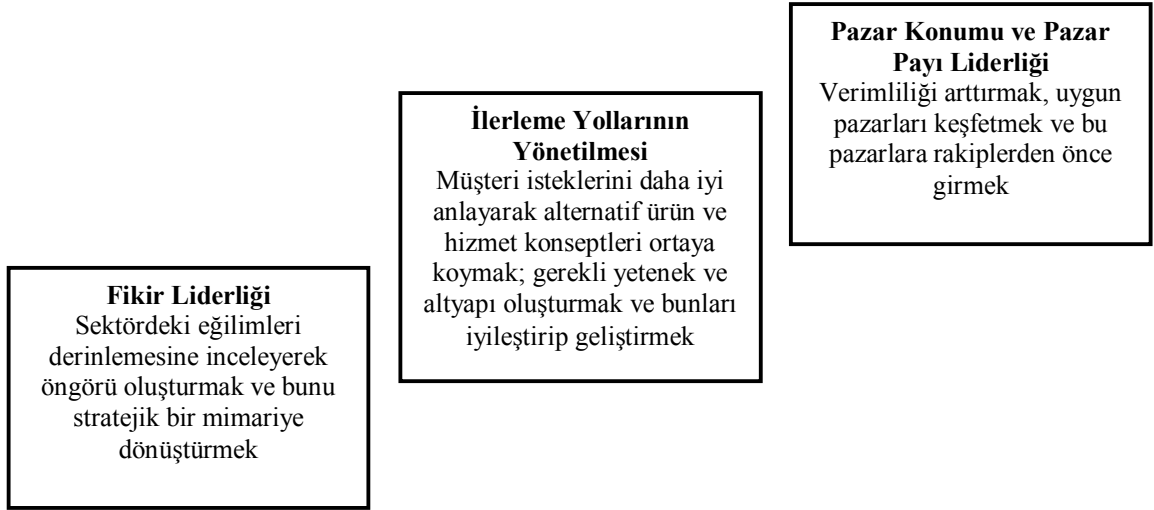 Pazar Konumu ve Pazar
Payı Liderliği
Verimliliği arttırmak, uygun
pazarları keşfetmek ve bu
pazarlara rakiplerden önce
girmek
İlerleme Yollarının
Yönetilmesi
Müşteri isteklerini daha iyi
anlayarak alternatif ürün ve
hizmet konseptleri ortaya
koymak; gerekli yetenek ve
altyapı oluşturmak ve bunları
iyileştirip geliştirmek
Fikir Liderliği
Sektördeki eğilimleri
derinlemesine inceleyerek
öngörü oluşturmak ve bunu
stratejik bir mimariye
dönüştürmek